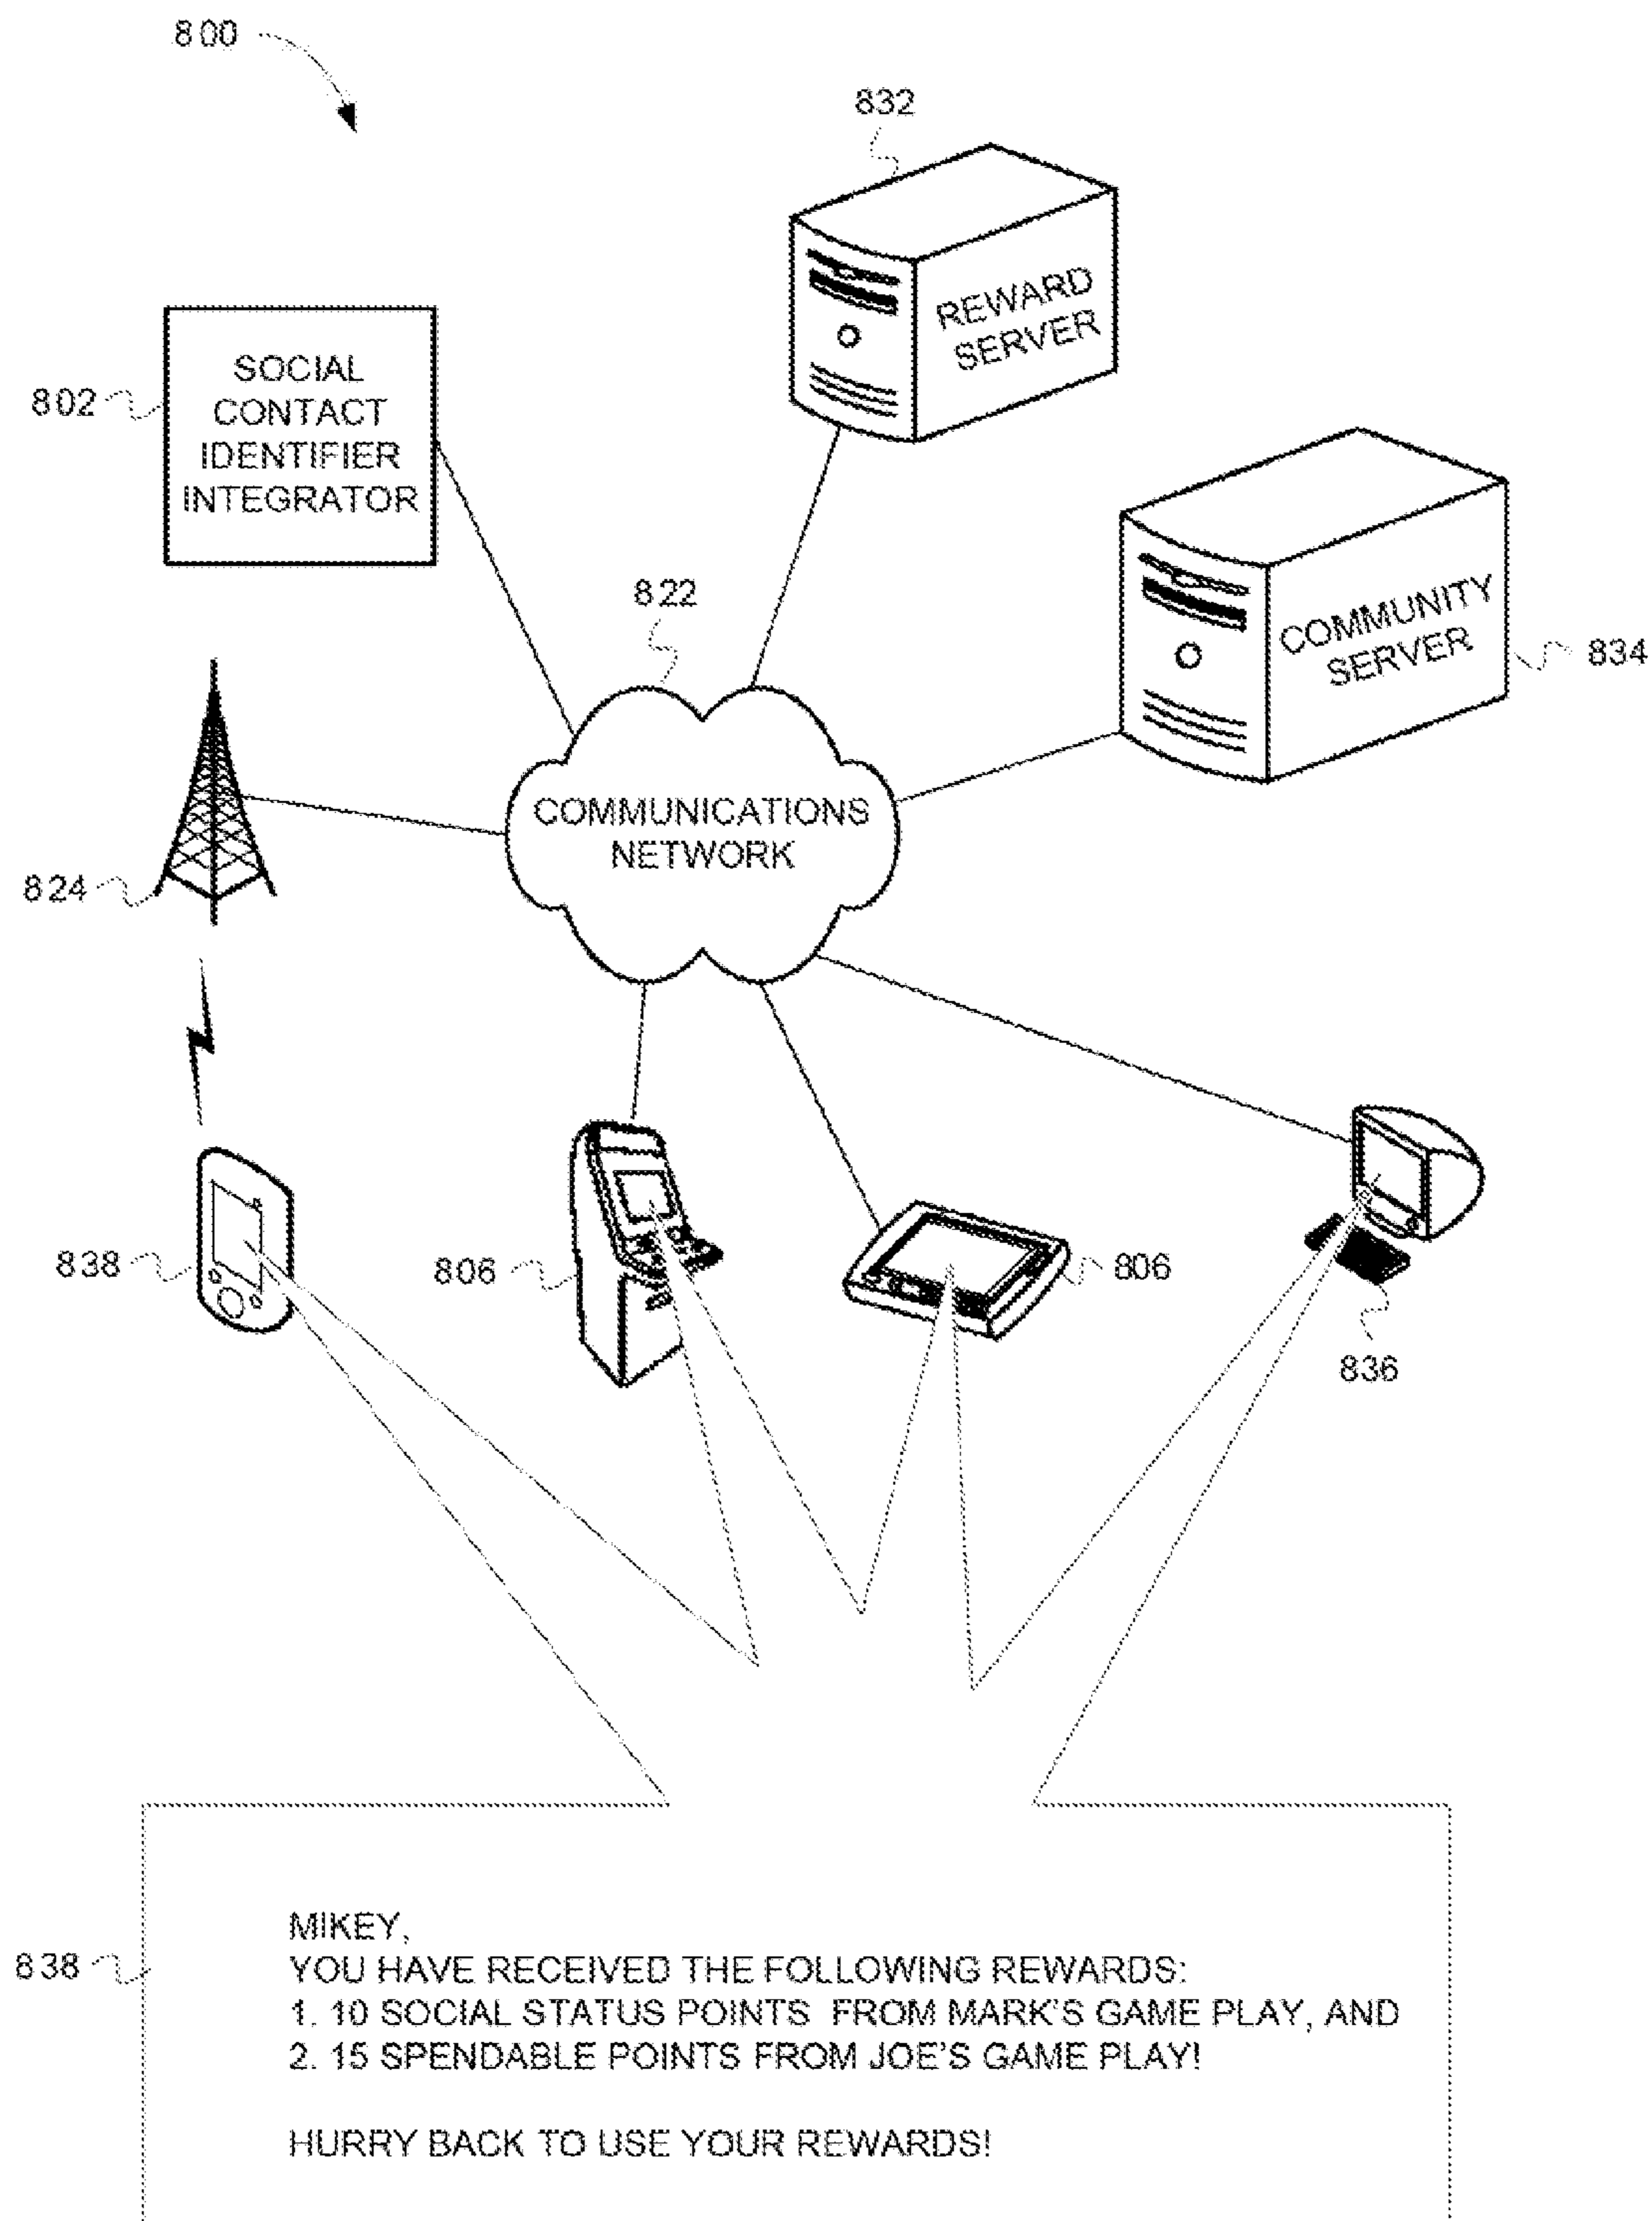 800
832
REWARD
SERVER
802
SOCIAL
CONTACT
IDENTIFIER
INTEGRATOR
822
COMMUNITY
SERVER
834
COMMUNICATIONS
NETWORK
824
838
806
806
836
838
MIKEY,
YOU HAVE RECEIVED THE FOLLOWING REWARDS:
1. 10 SOCIAL STATUS POINTS FROM MARK'S GAME PLAY, AND
2. 15 SPENDABLE POINTS FROM JOE'S GAME PLAY!
HURRY BACK TO USE YOUR REWARDS!